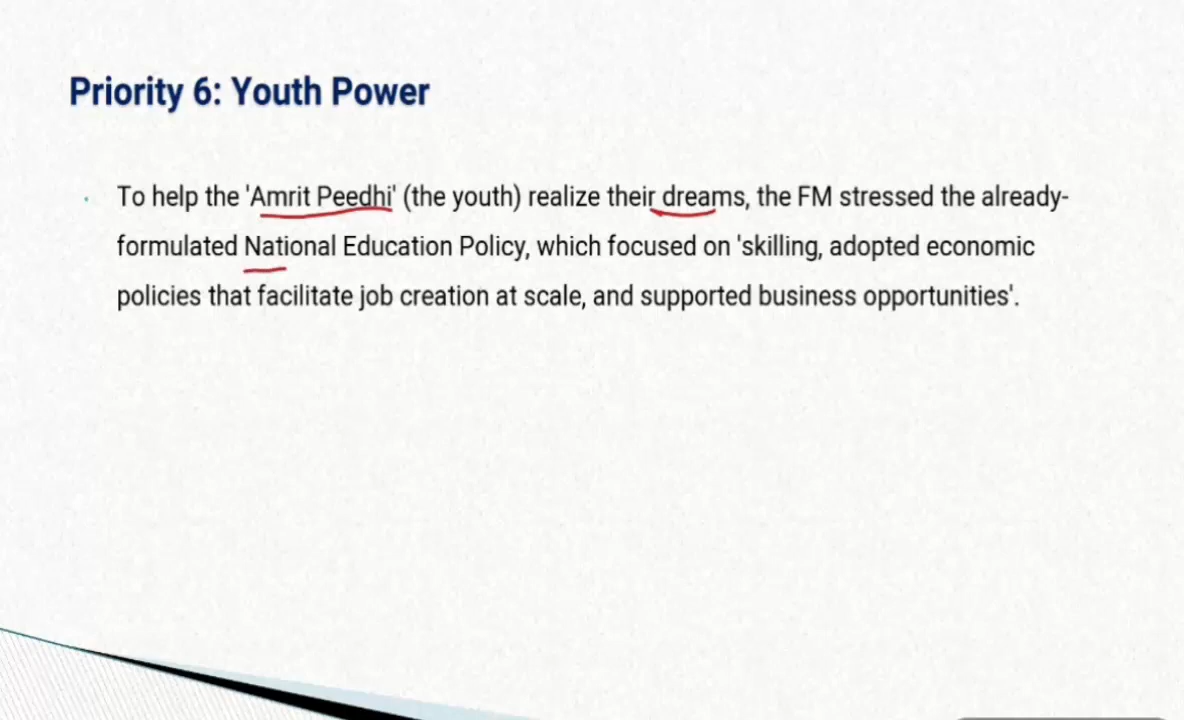 Priority 6: Youth Power
To help the 'Amrit Peedhi' (the youth) realize their dreams, the FM stressed the already-
formulated National Education Policy, which focused on 'skilling, adopted economic
policies that facilitate job creation at scale, and supported business opportunities'.